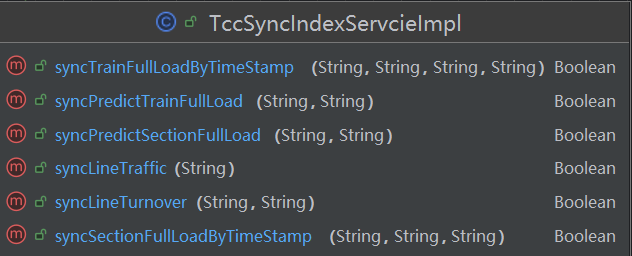 C TccSyncIndexServcieImpl
m syncTrainFullLoadByTimeStamp (String, String, String, String) Boolean
m syncPredictTrainFullLoad (String, String) Boolean
m syncPredictSectionFullLoad (String, String) Boolean
m syncLineTraffic (String) Boolean
m syncLineTurnover (String, String) Boolean
m syncSectionFullLoadByTimeStamp (String, String, String) Boolean